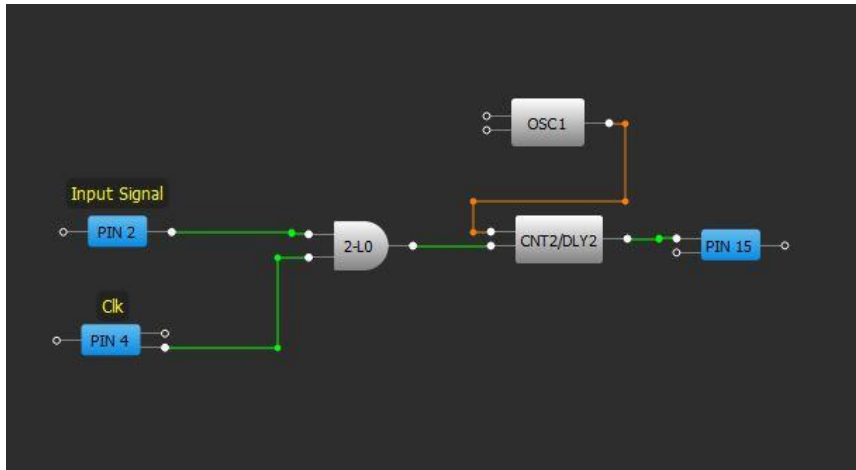 OSC1
Input Signal
PIN 2
2-L0
CNT2/DLY2
PIN 15
Clk
PIN 4